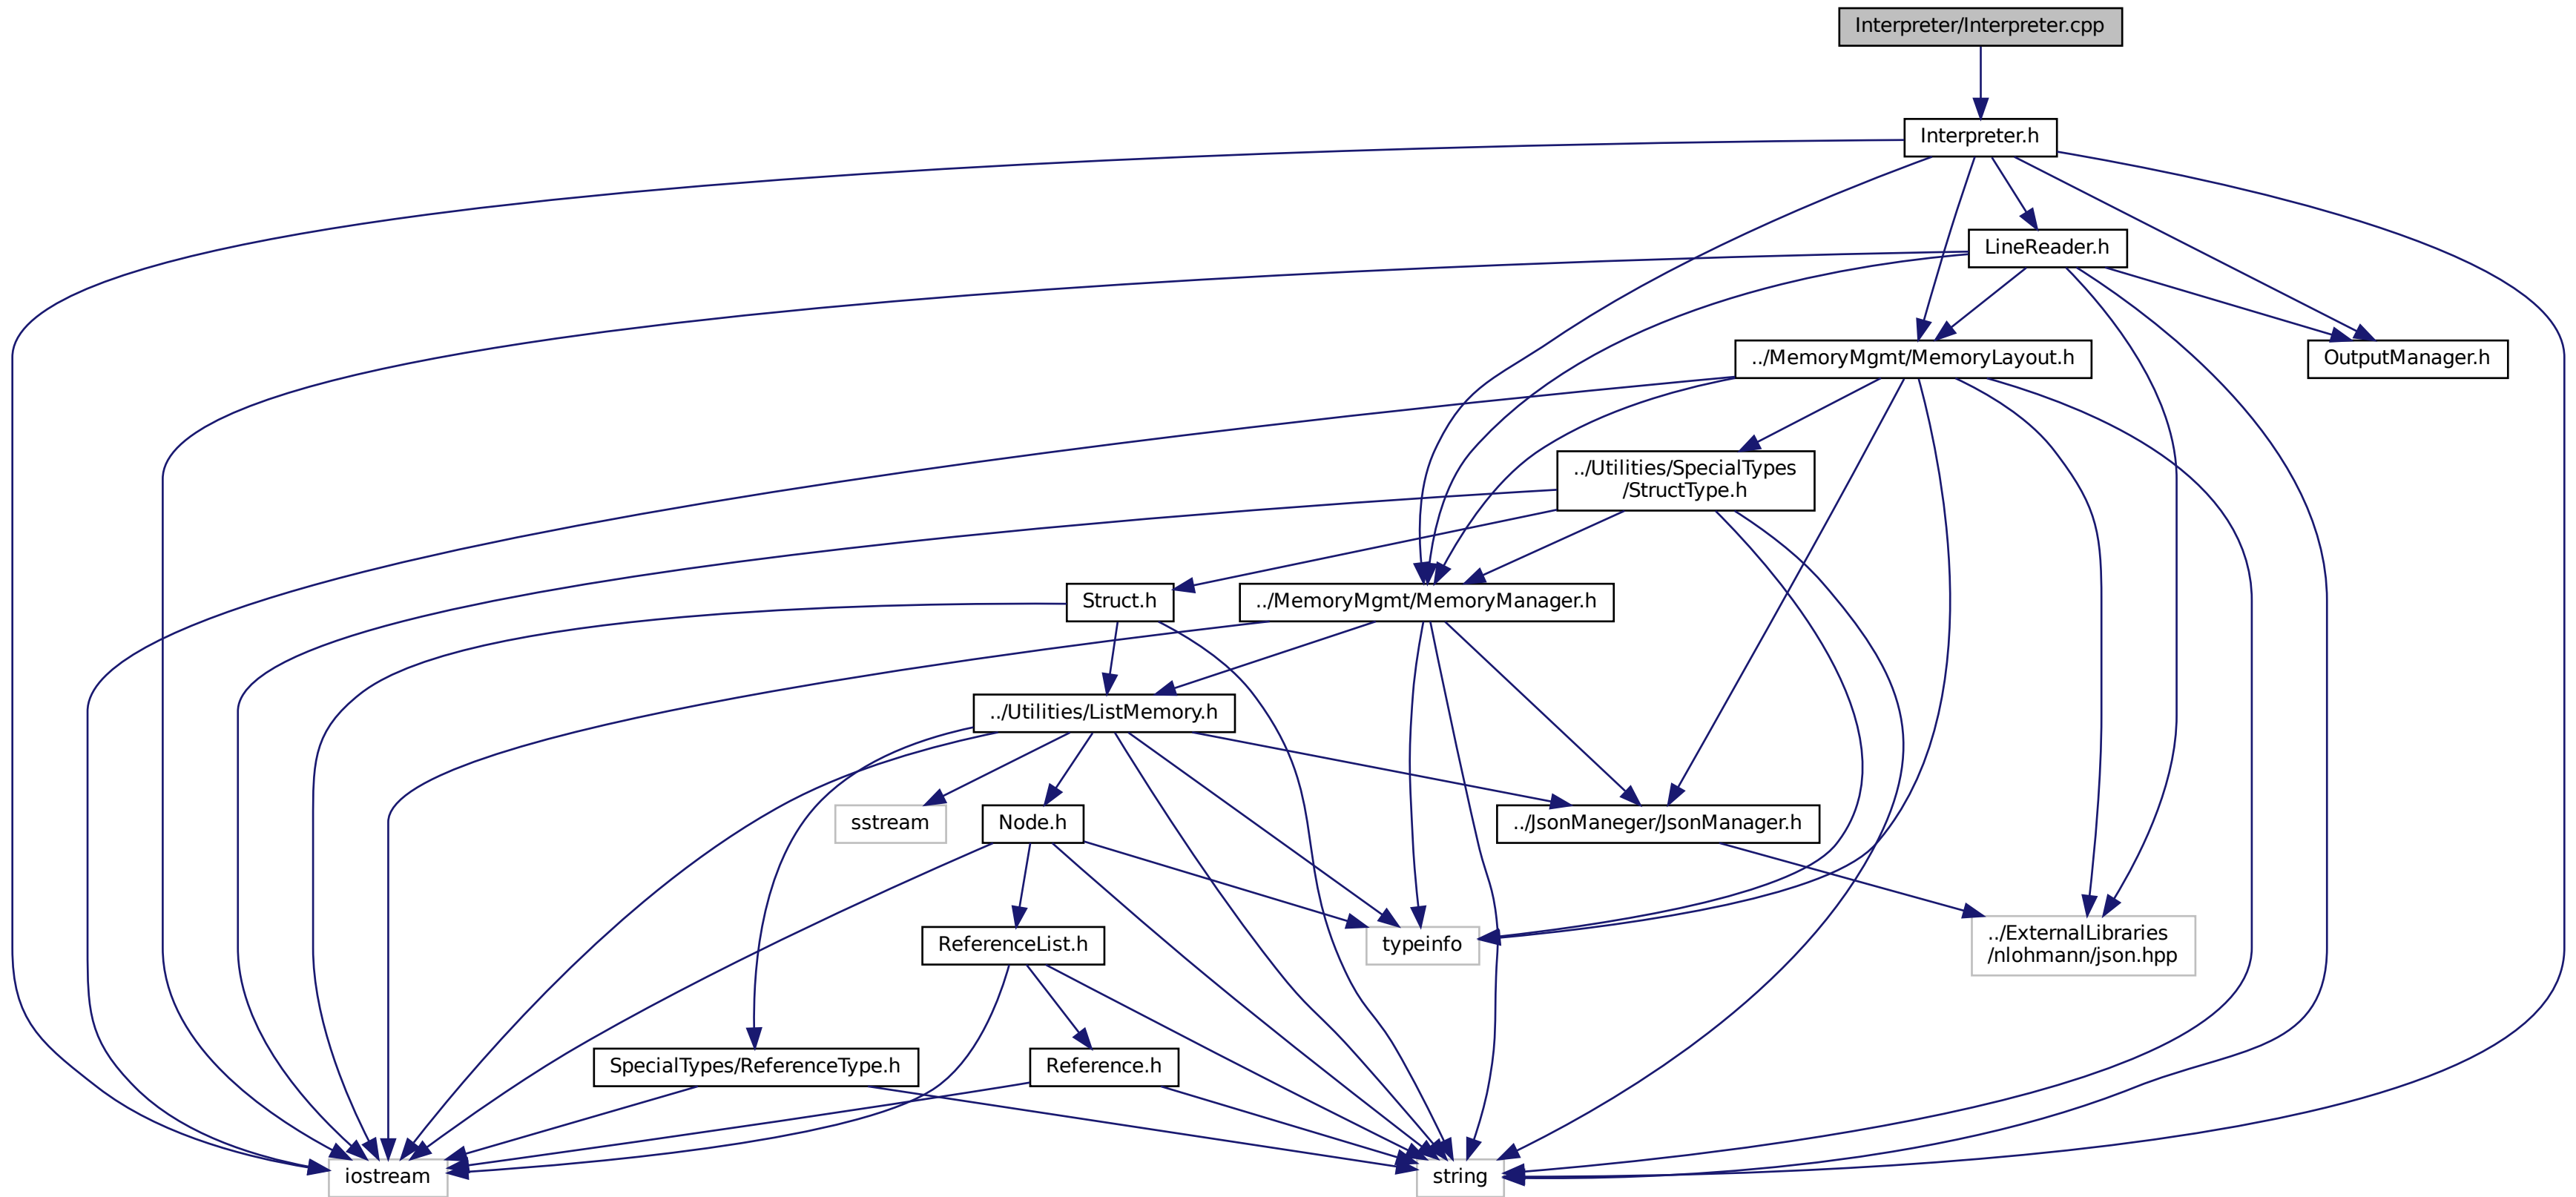 Interpreter/Interpreter.cpp
Interpreter.h
LineReader.h
../MemoryMgmt/MemoryLayout.h
OutputManager.h
../Utilities/SpecialTypes
/StructType.h
Struct.h
../MemoryMgmt/MemoryManager.h
../Utilities/ListMemory.h
sstream
Node.h
../JsonManeger/JsonManager.h
ReferenceList.h
typeinfo
../ExternalLibraries
/nlohmann/json.hpp
SpecialTypes/ReferenceType.h
Reference.h
iostream
string